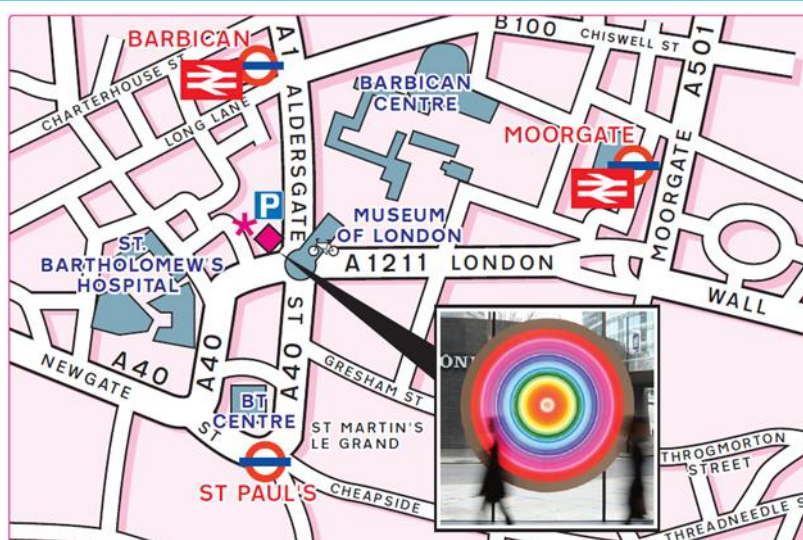 BARBICAN
A1
B100
CHISWELL ST
A501
CHARTERHOUSE ST
LONG LANE
ALDERSGATE
BARBICAN
CENTRE
MOORGATE
MOORGATE
P
*
MUSEUM
OF LONDON
ST.
BARTHOLOMEW'S
HOSPITAL
A1211 LONDON
WALL
NEWGATE
ST
A40
A40
ST
A40
GRESHAM ST
BT
CENTRE
ST MARTIN'S
LE GRAND
ST PAUL'S
CHEAPSIDE
THROGMORTON
STREET